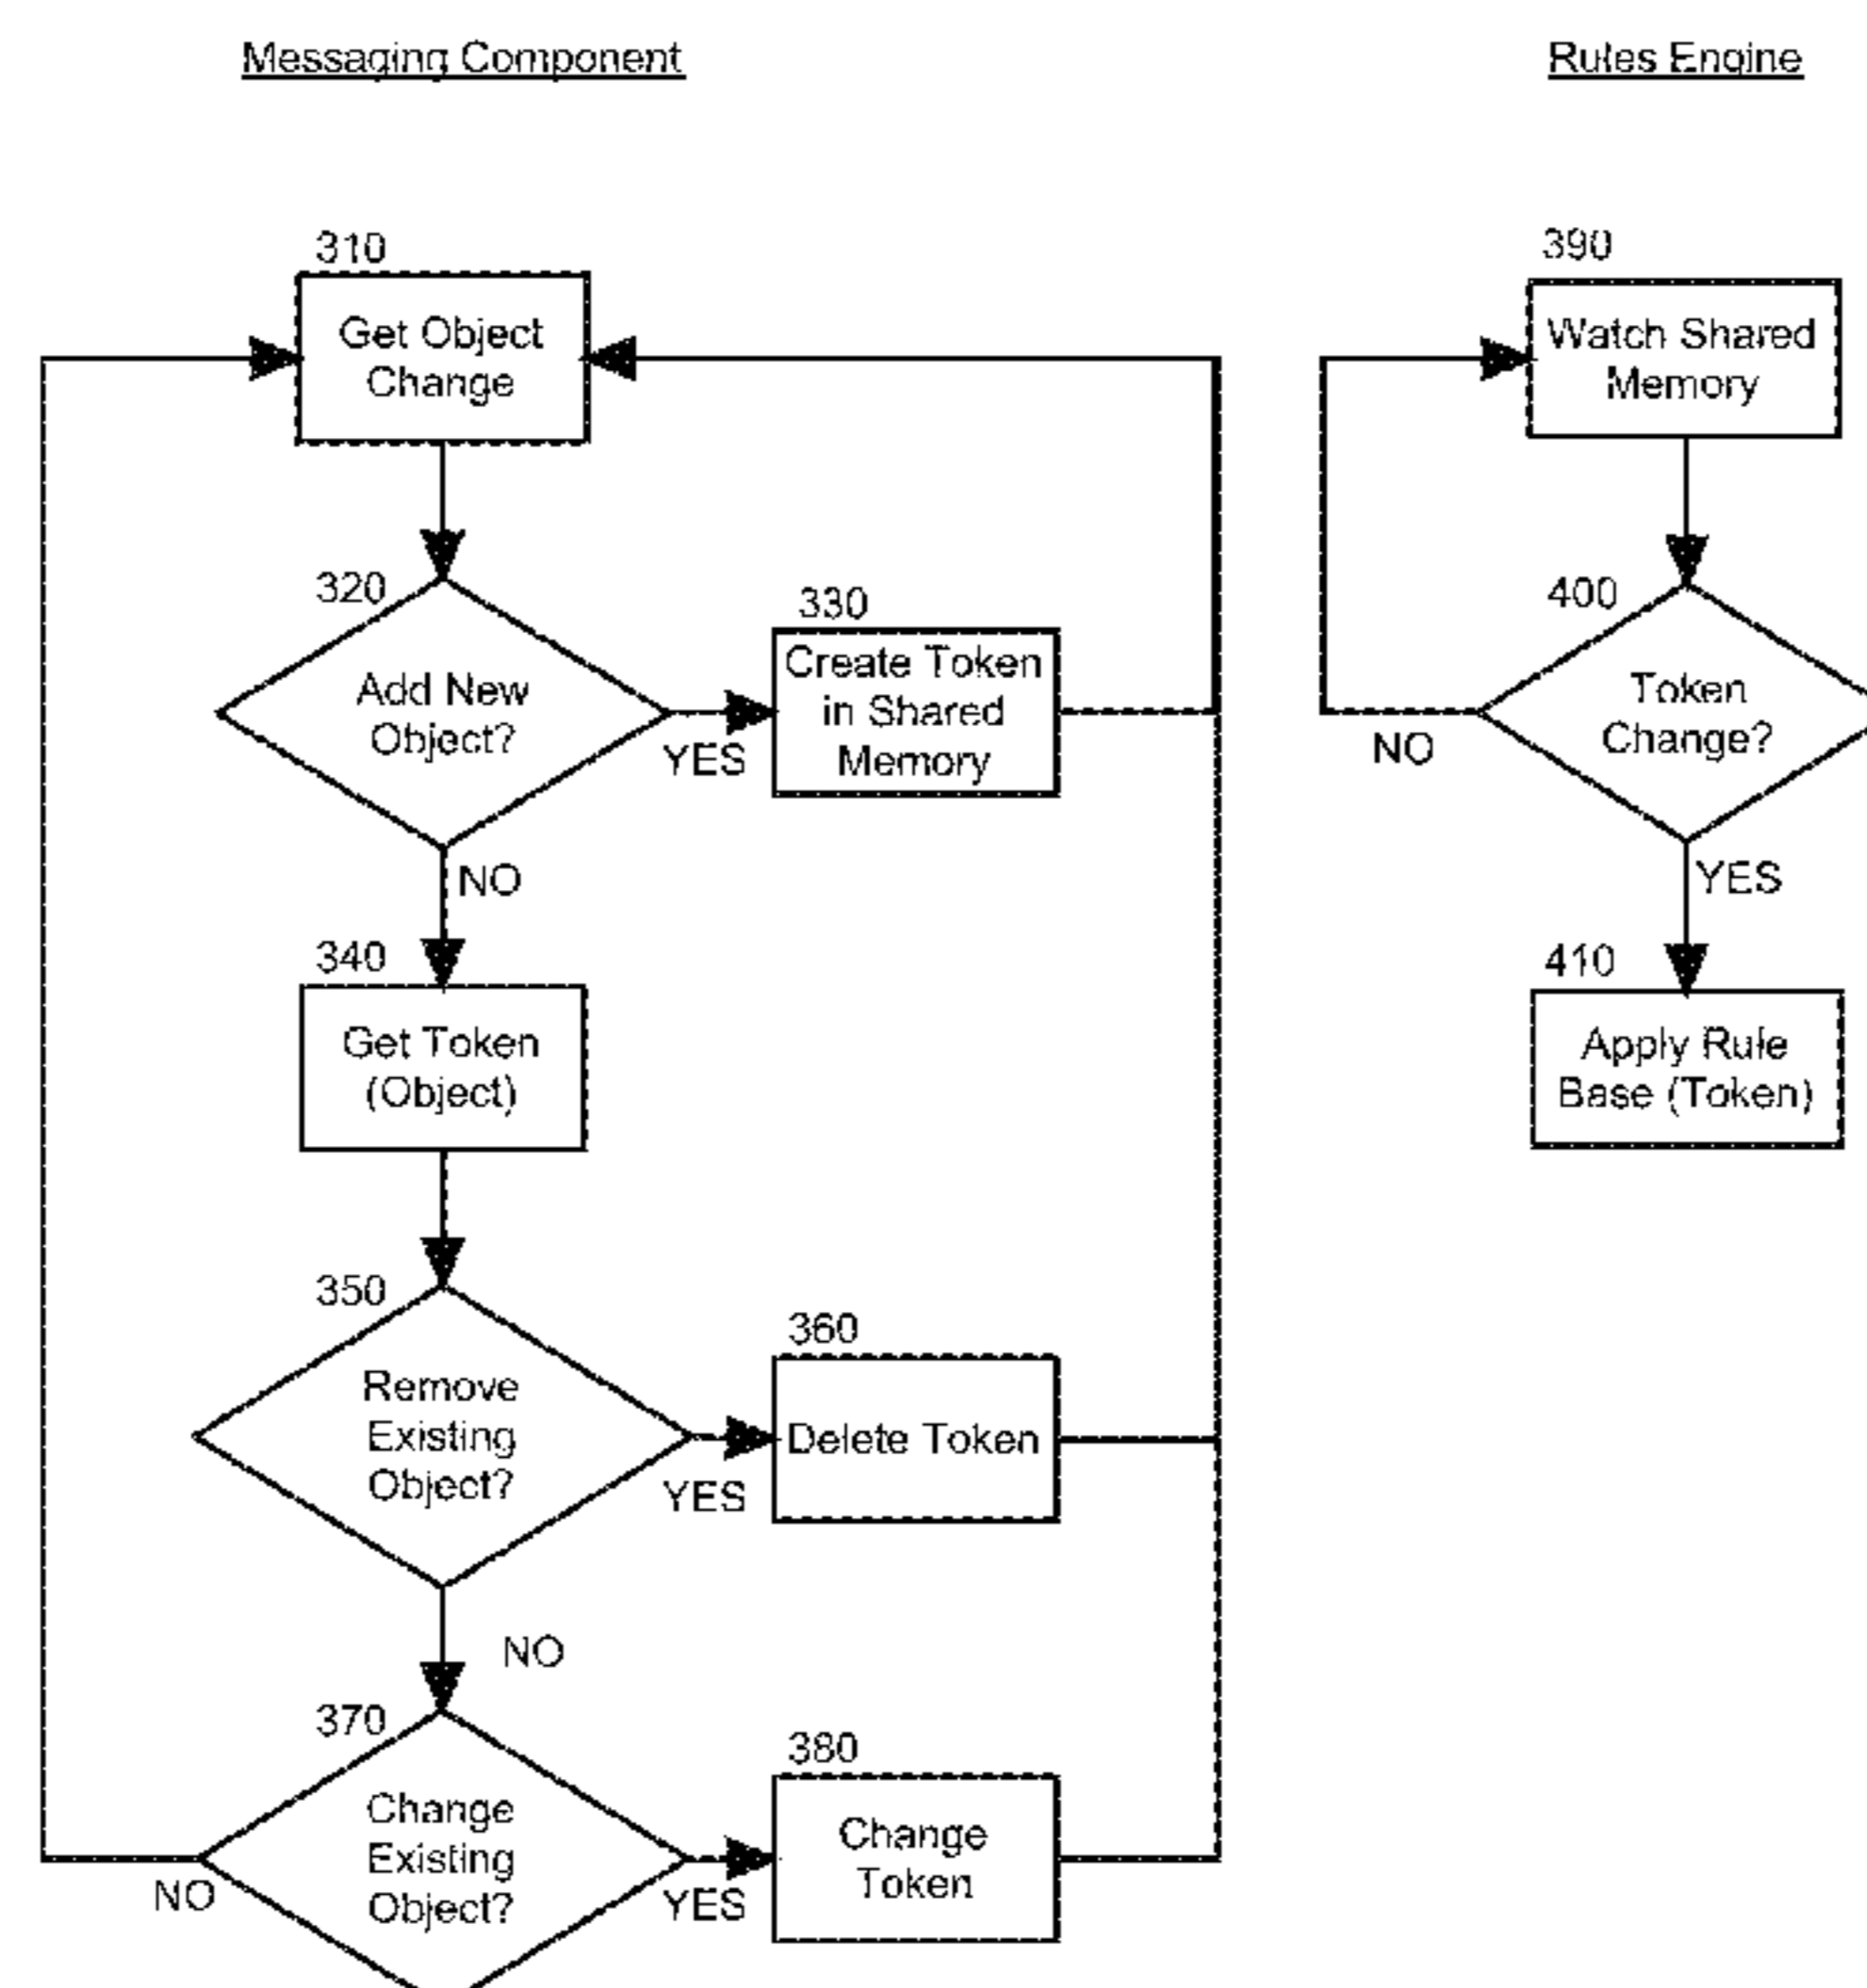 Messaging Component
310
Get Object
Change
320
Add New
Object?
YES
330
Create Token
in Shared
Memory
NO
340
Get Token
(Object)
350
Remove
Existing
Object?
YES
360
Delete Token
NO
370
Change
Existing
Object?
NO
YES
380
Change
Token
Rules Engine
390
Watch Shared
Memory
400
Token
Change?
NO
YES
410
Apply Rule
Base (Token)